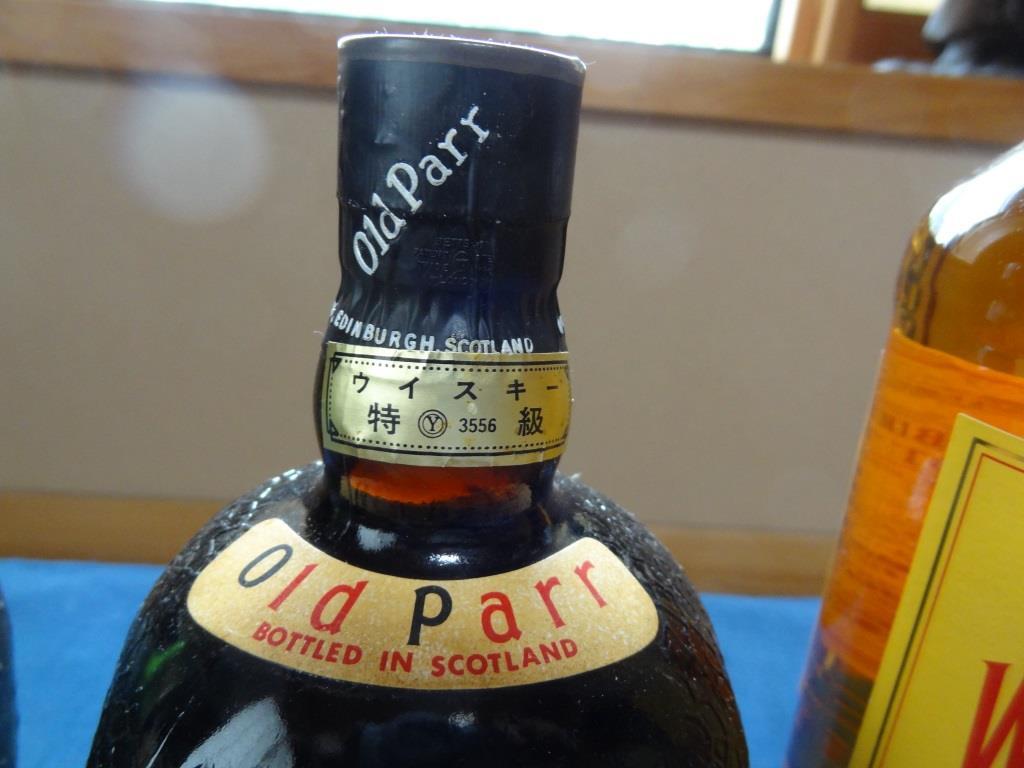 Old Parr
EDINBURGH, SCOTLAND
ウイスキー
特 Ⓨ 3556 級
Old Parr
BOTTLED IN SCOTLAND
W